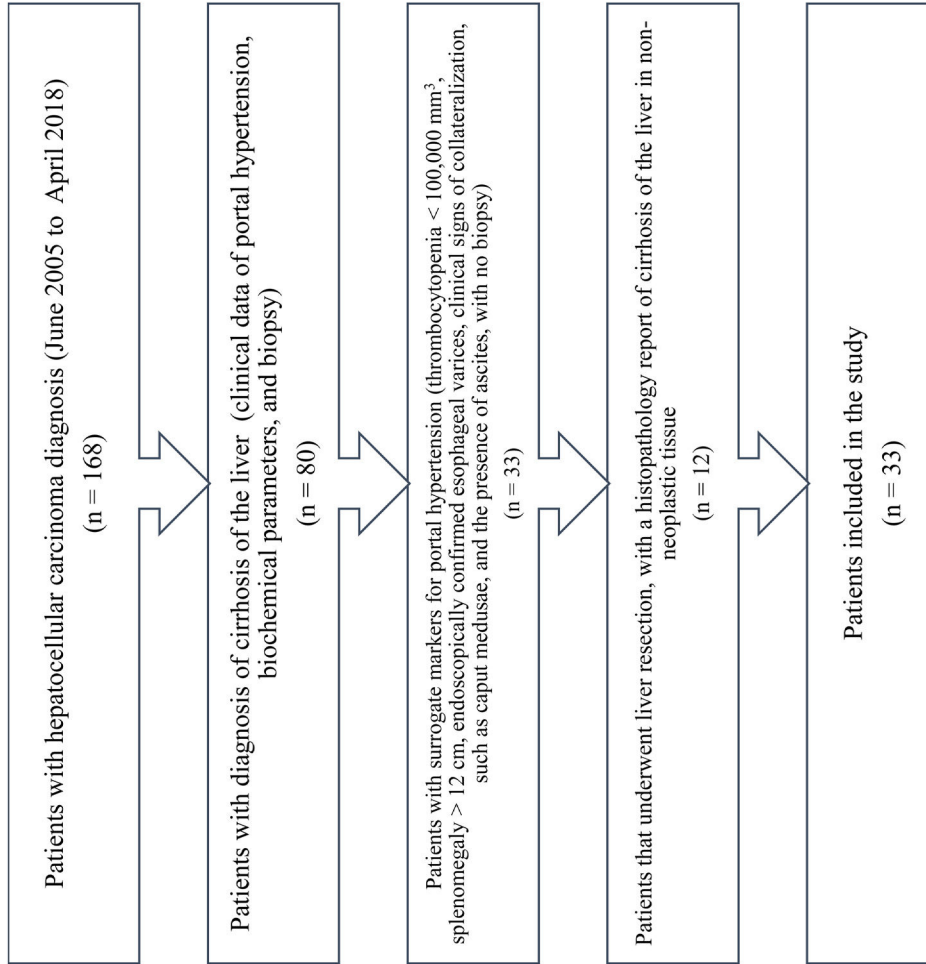 Patients with hepatocellular carcinoma diagnosis (June 2005 to April 2018)
(n = 168)
Patients with diagnosis of cirrhosis of the liver (clinical data of portal hypertension,
biochemical parameters, and biopsy)
(n = 80)
Patients with surrogate markers for portal hypertension (thrombocytopenia < 100,000 mm³,
splenomegaly > 12 cm, endoscopically confirmed esophageal varices, clinical signs of collateralization,
such as caput medusae, and the presence of ascites, with no biopsy)
(n = 33)
Patients that underwent liver resection, with a histopathology report of cirrhosis of the liver in non-
neoplastic tissue
(n = 12)
Patients included in the study
(n = 33)